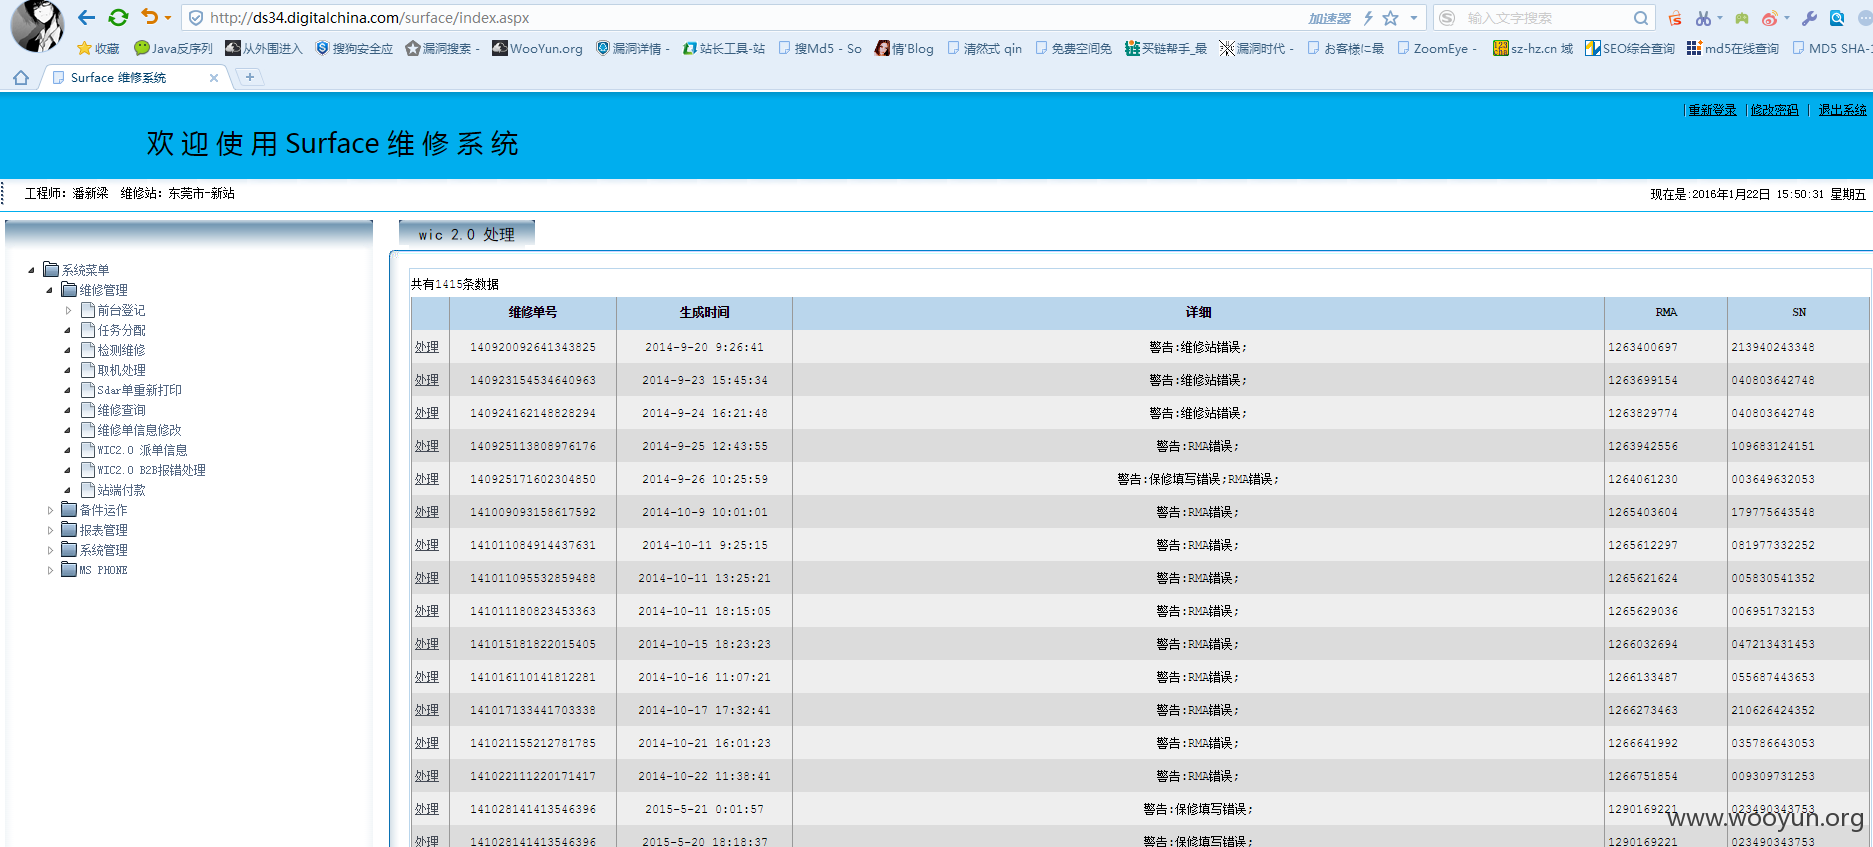 http://ds34.digitalchina.com/surface/index.aspx 加速器 输入文字搜索
收藏 Java反序列 从外围进入 搜狗安全应 漏洞搜索 - WooYun.org 漏洞详情 - 站长工具-站 搜Md5 - So 情'Blog 清然式 qin 免费空间免 买链帮手_最 漏洞时代 - お客様に最 ZoomEye - sz-hz.cn 域 SEO综合查询 md5在线查询 MD5 SHA-1
Surface 维修系统
|重新登录 |修改密码 | 退出系统
欢 迎 使 用 Surface 维 修 系 统
工程师：潘新梁 维修站：东莞市-新站 现在是:2016年1月22日 15:50:31 星期五
wic 2.0 处理
系统菜单
维修管理
前台登记
任务分配
检测维修
取机处理
Sdar单重新打印
维修查询
维修单信息修改
WIC2.0 派单信息
WIC2.0 B2B报错处理
站端付款
备件运作
报表管理
系统管理
MS PHONE
共有1415条数据
维修单号 生成时间 详细 RMA SN
处理 140920092641343825 2014-9-20 9:26:41 警告:维修站错误; 1263400697 213940243348
处理 140923154534640963 2014-9-23 15:45:34 警告:维修站错误; 1263699154 040803642748
处理 140924162148828294 2014-9-24 16:21:48 警告:维修站错误; 1263829774 040803642748
处理 140925113808976176 2014-9-25 12:43:55 警告:RMA错误; 1263942556 109683124151
处理 140925171602304850 2014-9-26 10:25:59 警告:保修填写错误;RMA错误; 1264061230 003649632053
处理 141009093158617592 2014-10-9 10:01:01 警告:RMA错误; 1265403604 179775643548
处理 141011084914437631 2014-10-11 9:25:15 警告:RMA错误; 1265612297 081977332252
处理 141011095532859488 2014-10-11 13:25:21 警告:RMA错误; 1265621624 005830541352
处理 141011180823453363 2014-10-11 18:15:05 警告:RMA错误; 1265629036 006951732153
处理 141015181822015405 2014-10-15 18:23:23 警告:RMA错误; 1266032694 047213431453
处理 141016110141812281 2014-10-16 11:07:21 警告:RMA错误; 1266133487 055687443653
处理 141017133441703338 2014-10-17 17:32:41 警告:RMA错误; 1266273463 210626424352
处理 141021155212781785 2014-10-21 16:01:23 警告:RMA错误; 1266641992 035786643053
处理 141022111220171417 2014-10-22 11:38:41 警告:RMA错误; 1266751854 009309731253
处理 141028141413546396 2015-5-21 0:01:57 警告:保修填写错误; 1290169221 023490343753
处理 141028141413546396 2015-5-20 18:18:37 警告:保修填写错误; 1290169221 023490343753
www.wooyun.org